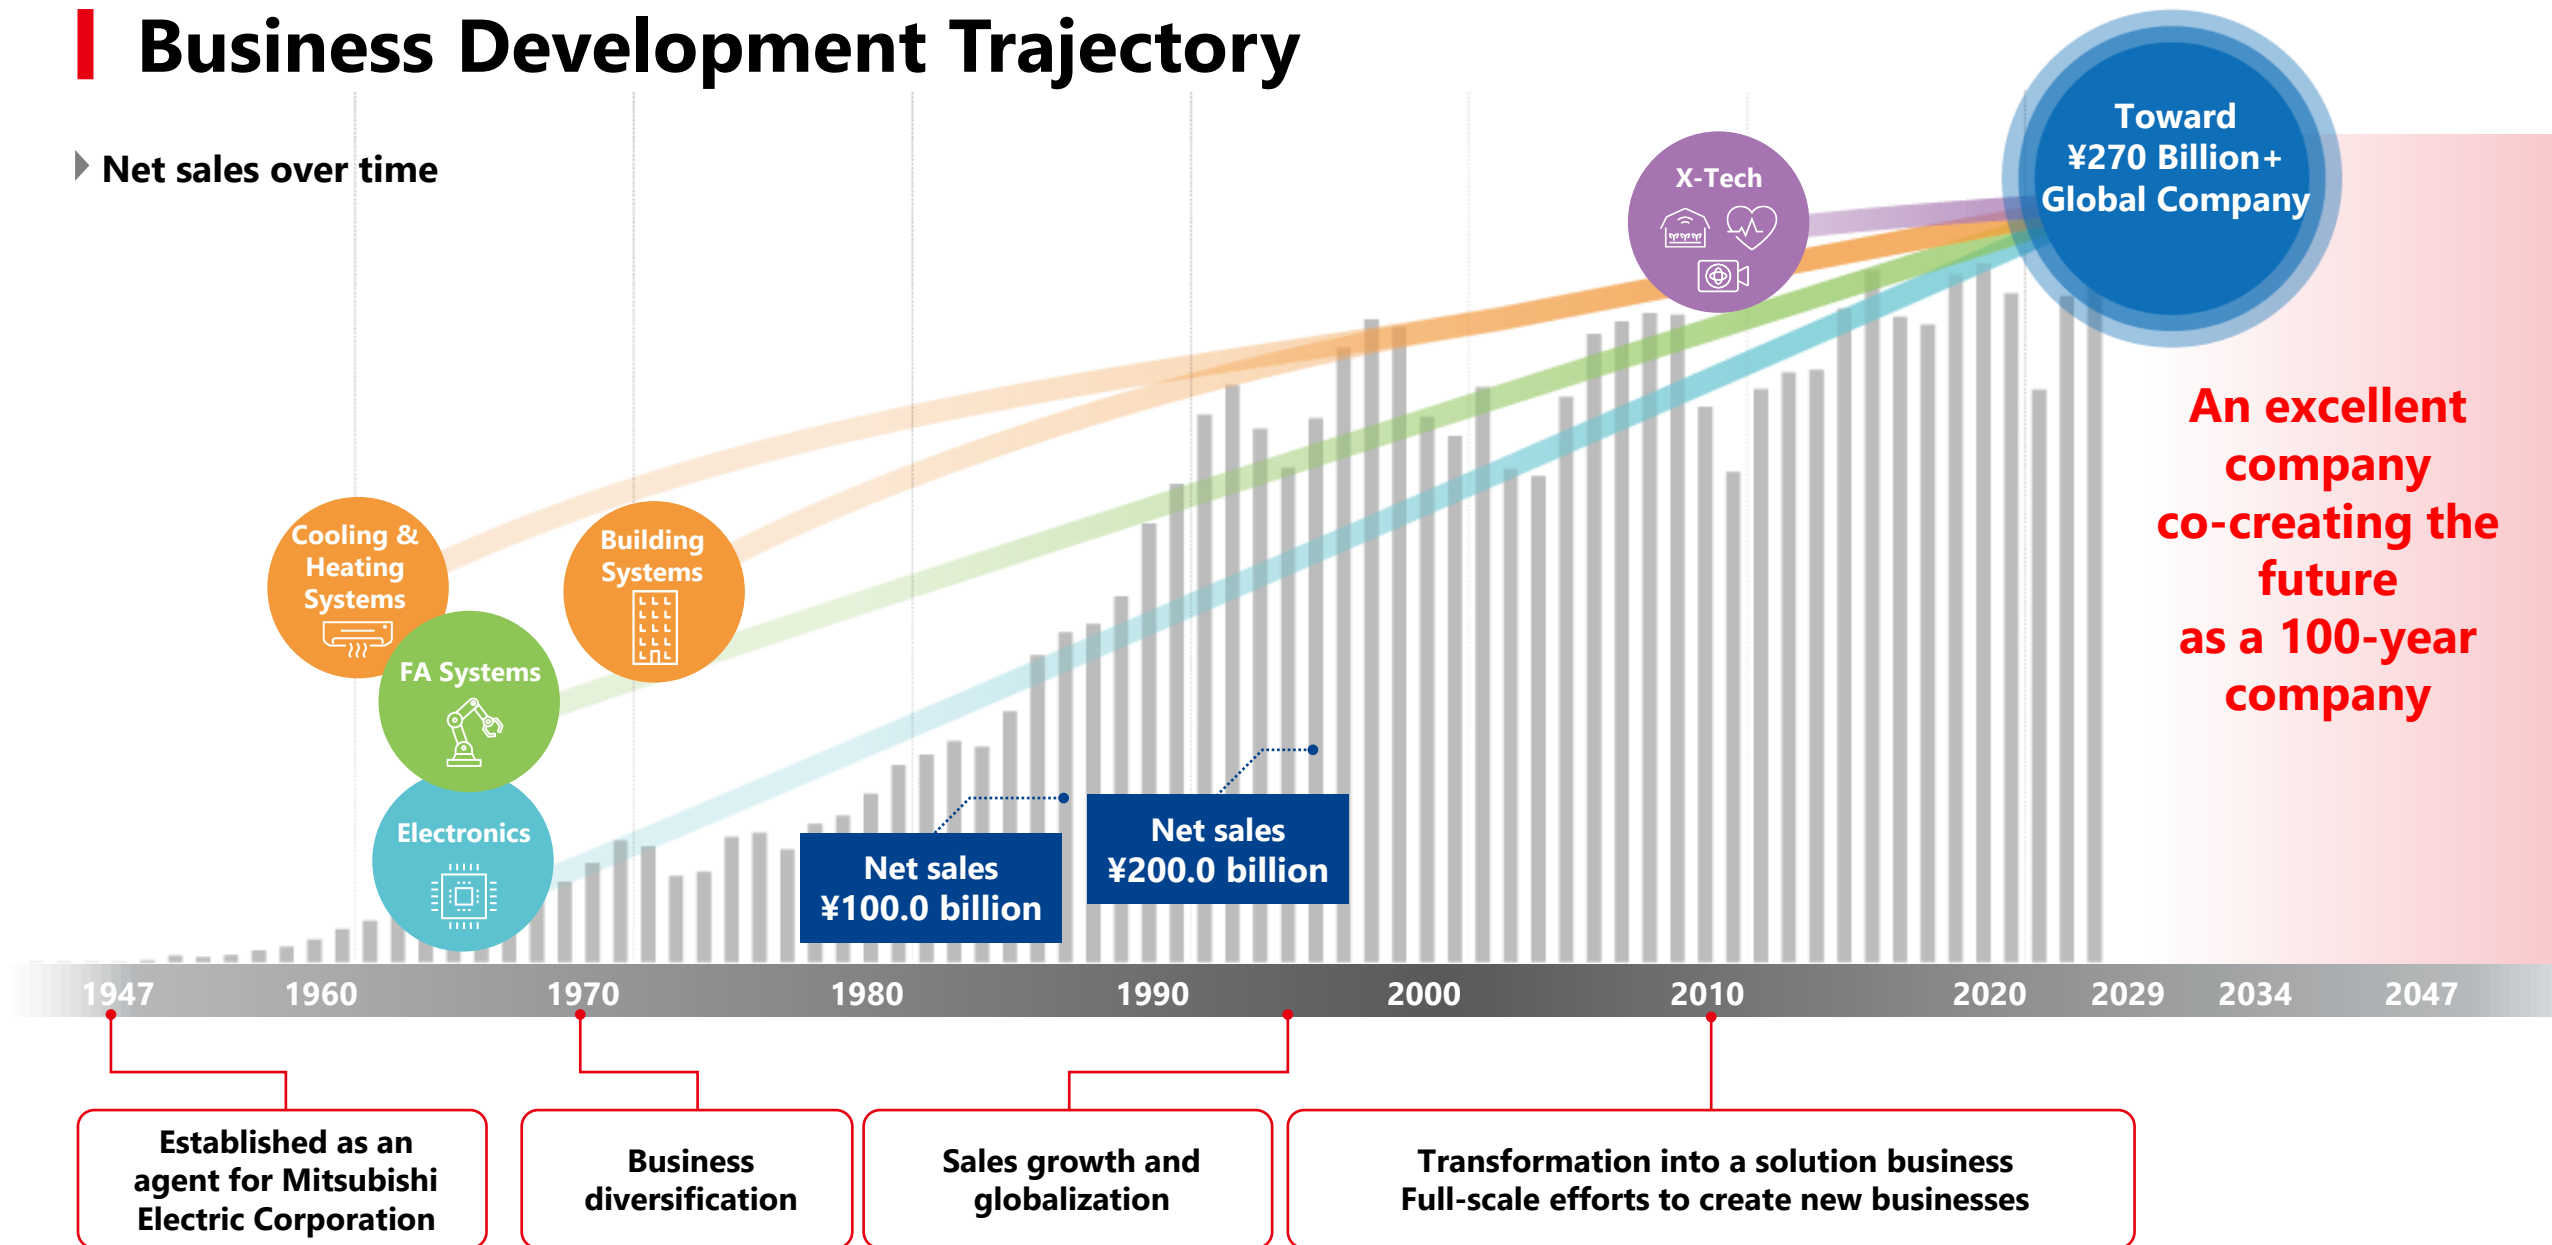 Business Development Trajectory
Net sales over time
Toward
¥270 Billion+
Global Company
X-Tech
Cooling &
Heating
Systems
Building
Systems
FA Systems
Electronics
An excellent
company
co-creating the
future
as a 100-year
company
Net sales
¥100.0 billion
Net sales
¥200.0 billion
1947 1960 1970 1980 1990 2000 2010 2020 2029 2034 2047
Established as an
agent for Mitsubishi
Electric Corporation
Business
diversification
Sales growth and
globalization
Transformation into a solution business
Full-scale efforts to create new businesses